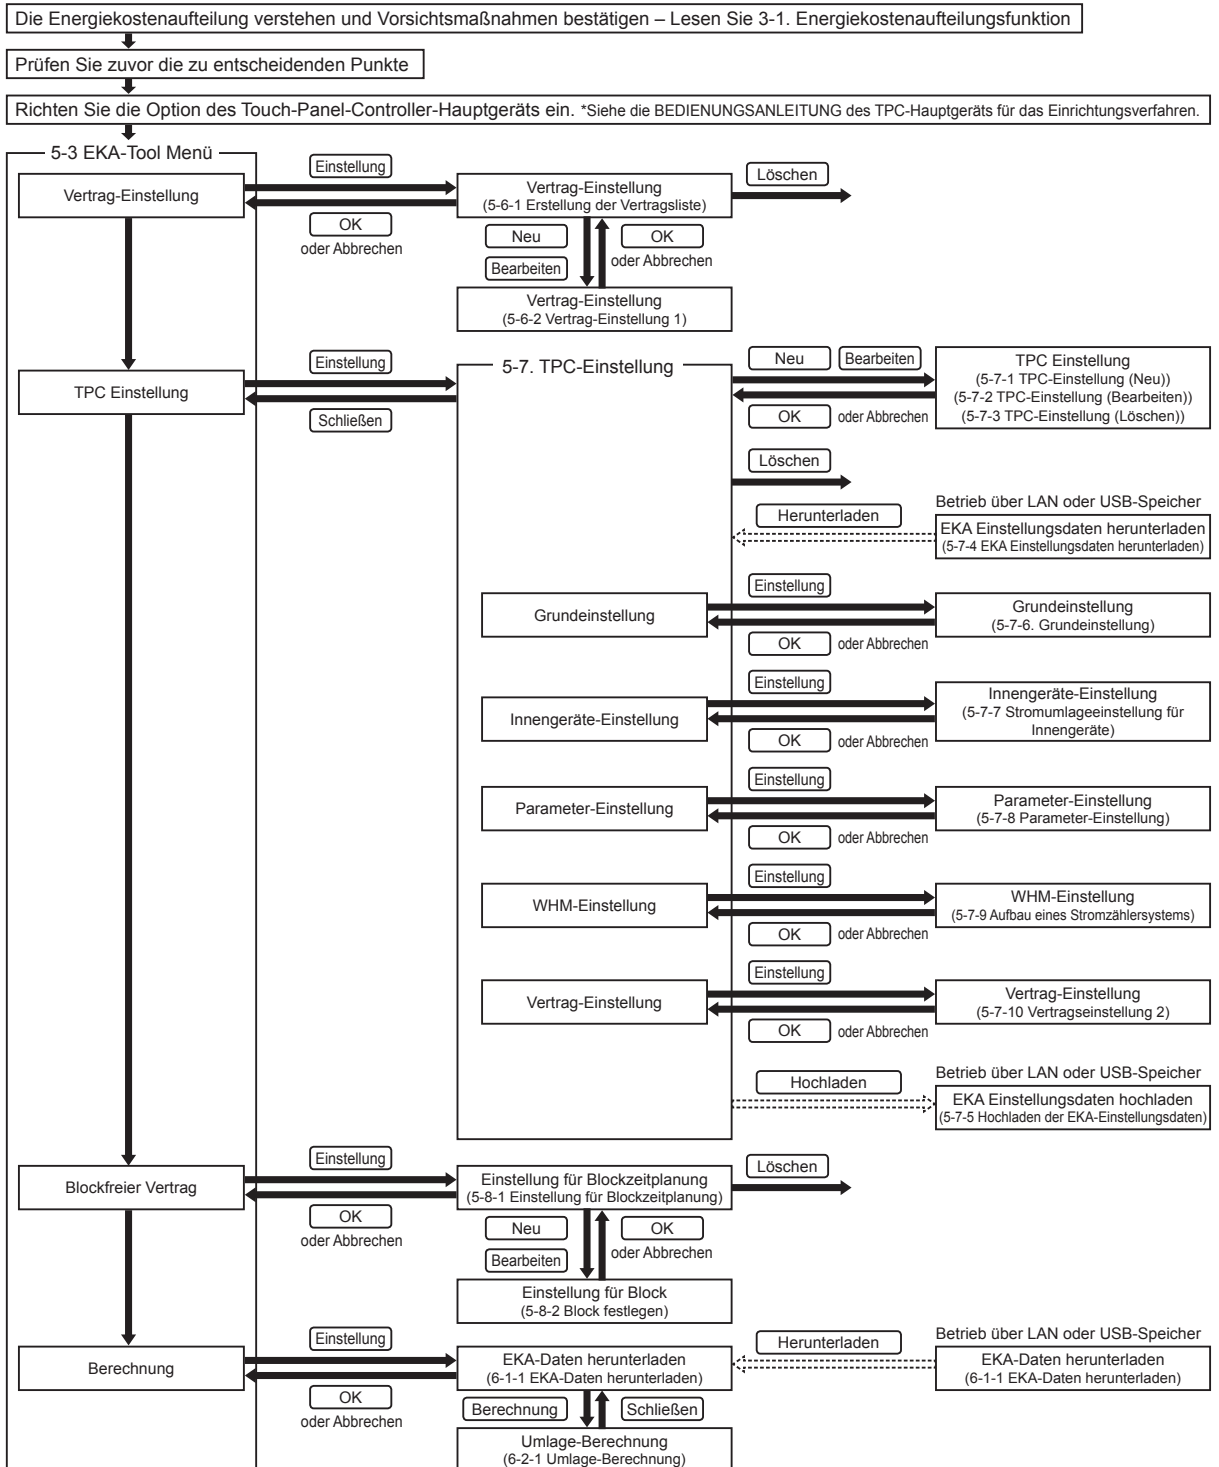 Die Energiekostenaufteilung verstehen und Vorsichtsmaßnahmen bestätigen – Lesen Sie 3-1. Energiekostenaufteilungsfunktion
Prüfen Sie zuvor die zu entscheidenden Punkte
Richten Sie die Option des Touch-Panel-Controller-Hauptgeräts ein. *Siehe die BEDIENUNGSANLEITUNG des TPC-Hauptgeräts für das Einrichtungsverfahren.
5-3 EKA-Tool Menü
Vertrag-Einstellung
Einstellung
OK
oder Abbrechen
Vertrag-Einstellung
(5-6-1 Erstellung der Vertragsliste)
Löschen
Neu
Bearbeiten
OK
oder Abbrechen
Vertrag-Einstellung
(5-6-2 Vertrag-Einstellung 1)
TPC Einstellung
Einstellung
Schließen
5-7. TPC-Einstellung
Neu
Bearbeiten
OK
oder Abbrechen
TPC Einstellung
(5-7-1 TPC-Einstellung (Neu))
(5-7-2 TPC-Einstellung (Bearbeiten))
(5-7-3 TPC-Einstellung (Löschen))
Löschen
Herunterladen
Betrieb über LAN oder USB-Speicher
EKA Einstellungsdaten herunterladen
(5-7-4 EKA Einstellungsdaten herunterladen)
Grundeinstellung
Einstellung
OK
oder Abbrechen
Grundeinstellung
(5-7-6. Grundeinstellung)
Innengeräte-Einstellung
Einstellung
OK
oder Abbrechen
Innengeräte-Einstellung
(5-7-7 Stromumlageeinstellung für
Innengeräte)
Parameter-Einstellung
Einstellung
OK
oder Abbrechen
Parameter-Einstellung
(5-7-8 Parameter-Einstellung)
WHM-Einstellung
Einstellung
OK
oder Abbrechen
WHM-Einstellung
(5-7-9 Aufbau eines Stromzählersystems)
Vertrag-Einstellung
Einstellung
OK
oder Abbrechen
Vertrag-Einstellung
(5-7-10 Vertragseinstellung 2)
Hochladen
Betrieb über LAN oder USB-Speicher
EKA Einstellungsdaten hochladen
(5-7-5 Hochladen der EKA-Einstellungsdaten)
Blockfreier Vertrag
Einstellung
OK
oder Abbrechen
Einstellung für Blockzeitplanung
(5-8-1 Einstellung für Blockzeitplanung)
Löschen
Neu
Bearbeiten
OK
oder Abbrechen
Einstellung für Block
(5-8-2 Block festlegen)
Berechnung
Einstellung
OK
oder Abbrechen
EKA-Daten herunterladen
(6-1-1 EKA-Daten herunterladen)
Herunterladen
Betrieb über LAN oder USB-Speicher
EKA-Daten herunterladen
(6-1-1 EKA-Daten herunterladen)
Berechnung
Schließen
Umlage-Berechnung
(6-2-1 Umlage-Berechnung)